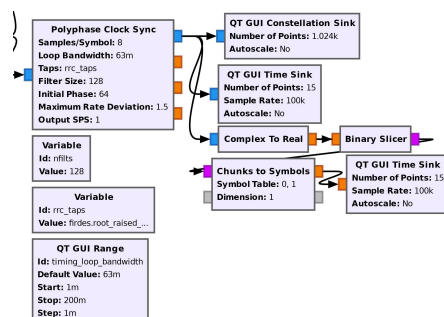 Polyphase Clock Sync
Samples/Symbol: 8
Loop Bandwidth: 63m
Taps: rrc_taps
Filter Size: 128
Initial Phase: 64
Maximum Rate Deviation: 1.5
Output SPS: 1
QT GUI Constellation Sink
Number of Points: 1.024k
Autoscale: No
QT GUI Time Sink
Number of Points: 15
Sample Rate: 100k
Autoscale: No
Complex To Real
Binary Slicer
Chunks to Symbols
Symbol Table: 0, 1
Dimension: 1
QT GUI Time Sink
Number of Points: 15
Sample Rate: 100k
Autoscale: No
Variable
Id: nfilts
Value: 128
Variable
Id: rrc_taps
Value: firdes.root_raised_...
QT GUI Range
Id: timing_loop_bandwidth
Default Value: 63m
Start: 1m
Stop: 200m
Step: 1m